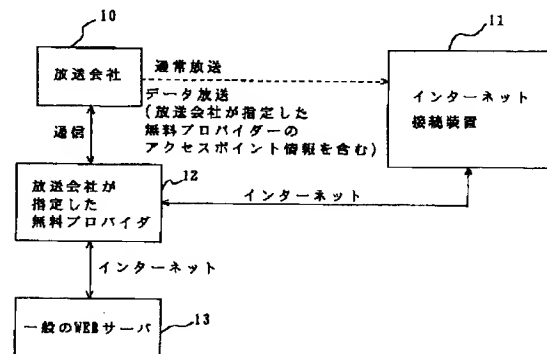 10
放送会社
通常放送
データ放送
(放送会社が指定した
無料プロバイダーの
アクセスポイント情報を含む)
11
インターネット
接続装置
通信
12
放送会社が
指定した
無料プロバイダ
インターネット
インターネット
一般のWEBサーバ
13